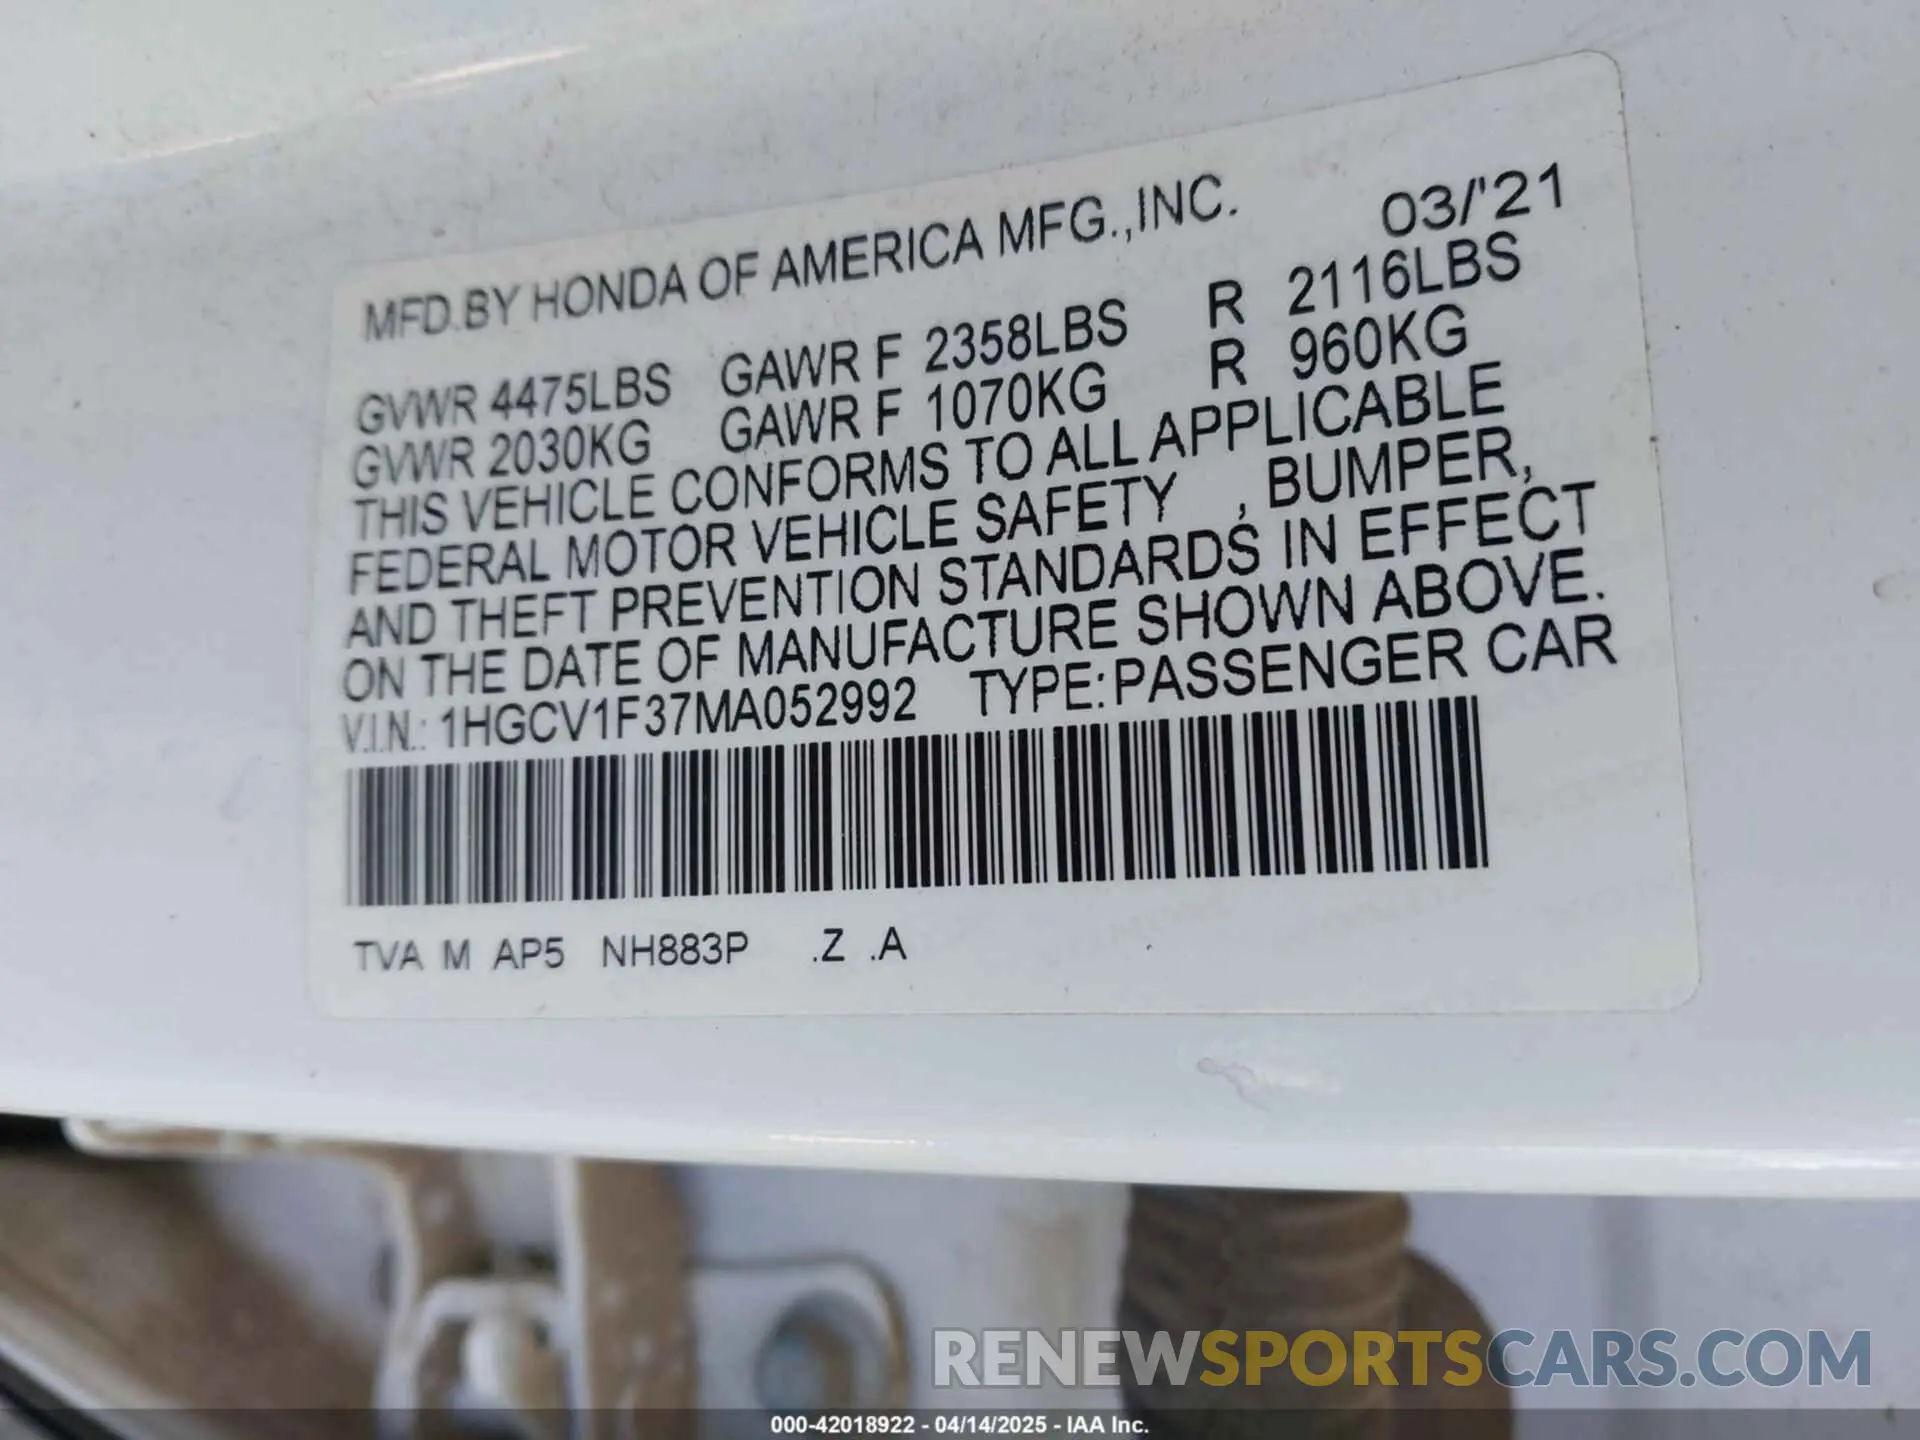 MFD.BY HONDA OF AMERICA MFG.,INC. 03/'21
GVWR 4475LBS GAWR F 2358LBS R 2116LBS
GVWR 2030KG GAWR F 1070KG R 960KG
THIS VEHICLE CONFORMS TO ALL APPLICABLE
FEDERAL MOTOR VEHICLE SAFETY , BUMPER,
AND THEFT PREVENTION STANDARDS IN EFFECT
ON THE DATE OF MANUFACTURE SHOWN ABOVE.
V.I.N.: 1HGCV1F37MA052992 TYPE:PASSENGER CAR
TVA M AP5 NH883P .Z .A
RENEWSPORTSCARS.COM
000-42018922 - 04/14/2025 - IAA Inc.